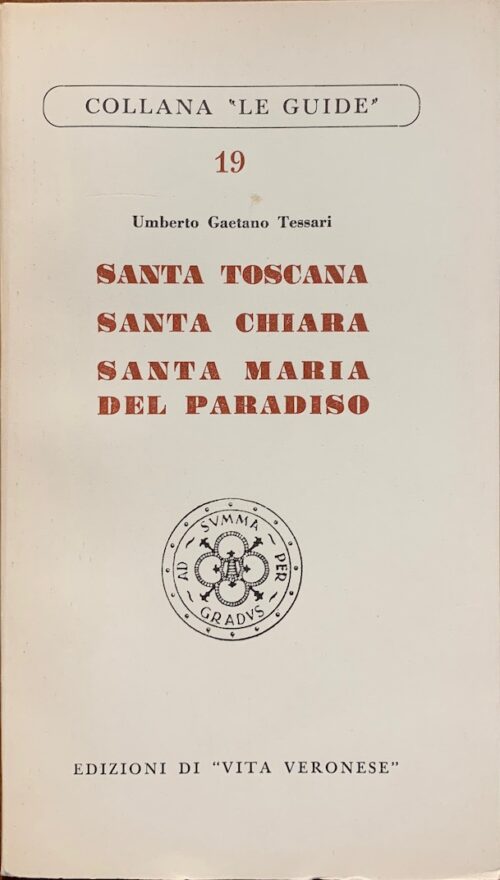 COLLANA "LE GUIDE"
19
Umberto Gaetano Tessari
SANTA TOSCANA
SANTA CHIARA
SANTA MARIA
DEL PARADISO
AD SVMMA PER GRADVS
EDIZIONI DI "VITA VERONESE"